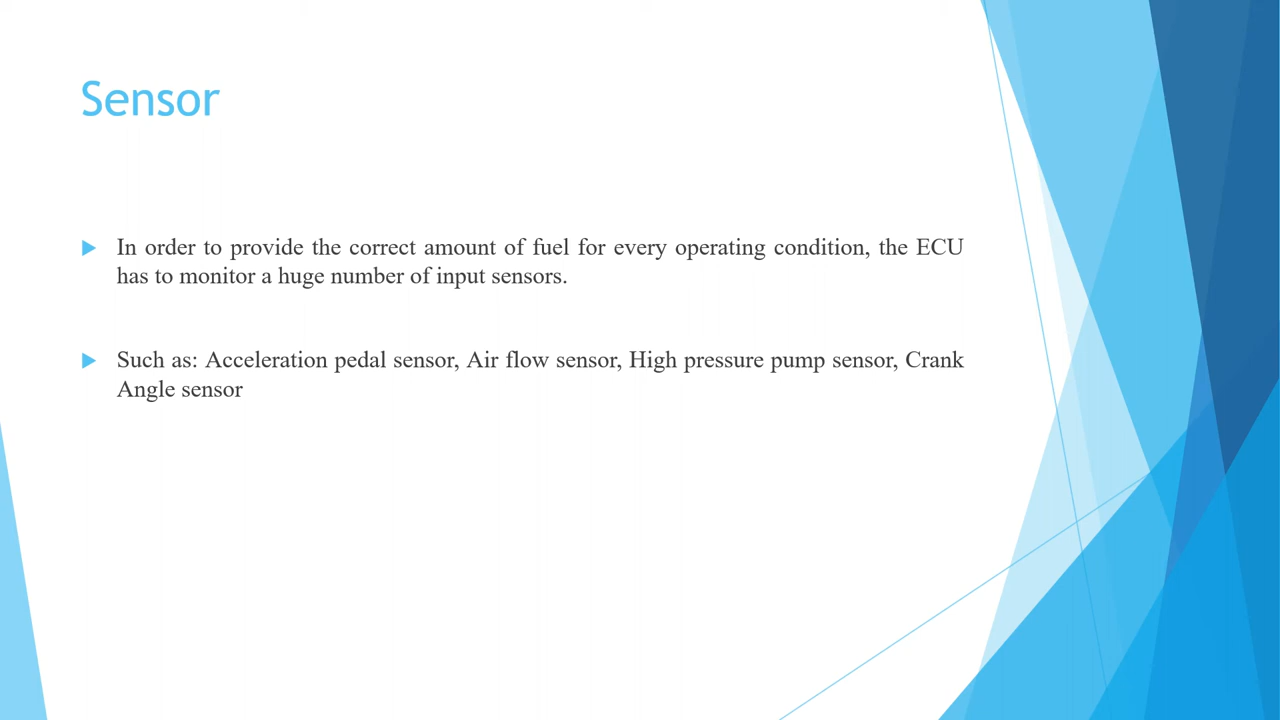 Sensor
In order to provide the correct amount of fuel for every operating condition, the ECU
has to monitor a huge number of input sensors.
Such as: Acceleration pedal sensor, Air flow sensor, High pressure pump sensor, Crank
Angle sensor